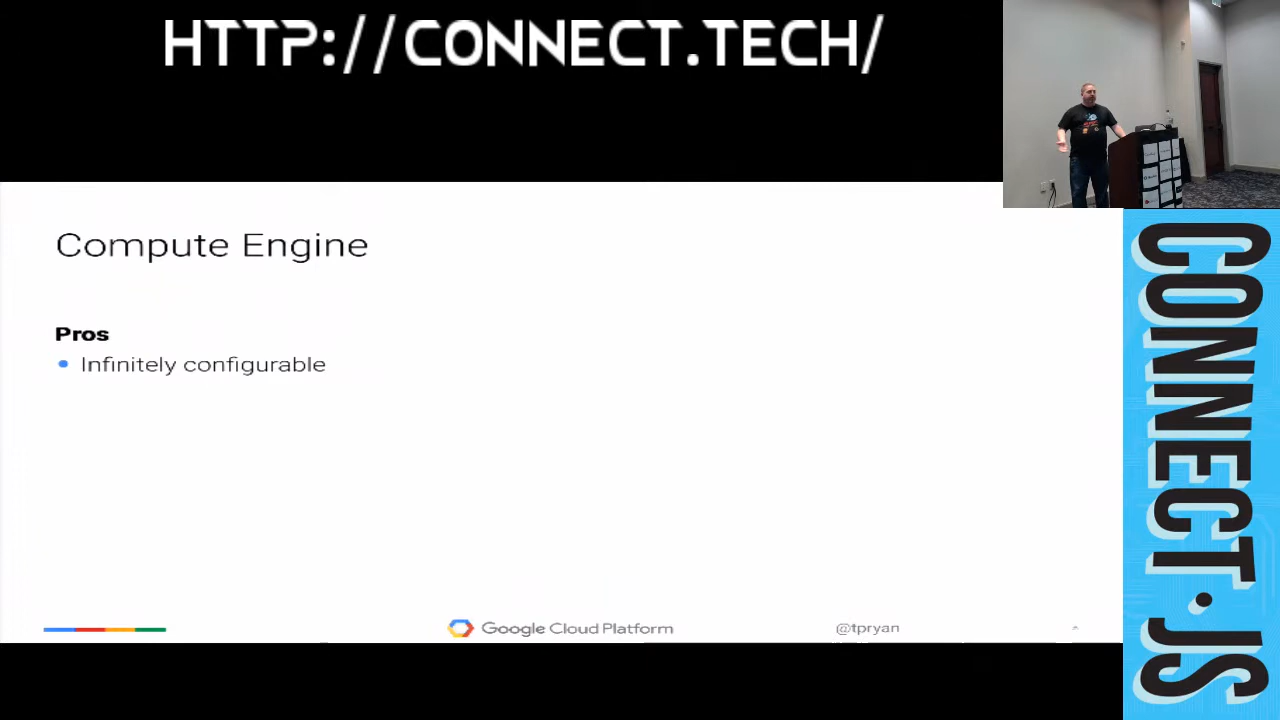 HTTP://CONNECT.TECH/
Compute Engine
Pros
Infinitely configurable
Google Cloud Platform
@tpryan
CONNECT.JS